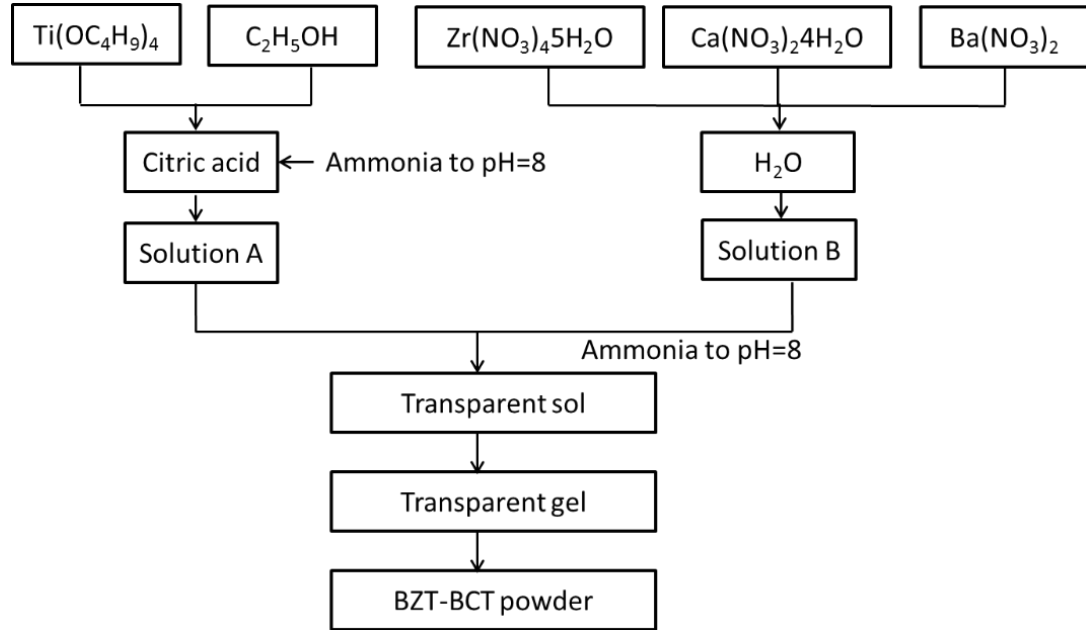 Ti(OC₄H₉)₄
C₂H₅OH
Zr(NO₃)₄5H₂O
Ca(NO₃)₂4H₂O
Ba(NO₃)₂
Citric acid
Ammonia to pH=8
H₂O
Solution A
Solution B
Ammonia to pH=8
Transparent sol
Transparent gel
BZT-BCT powder